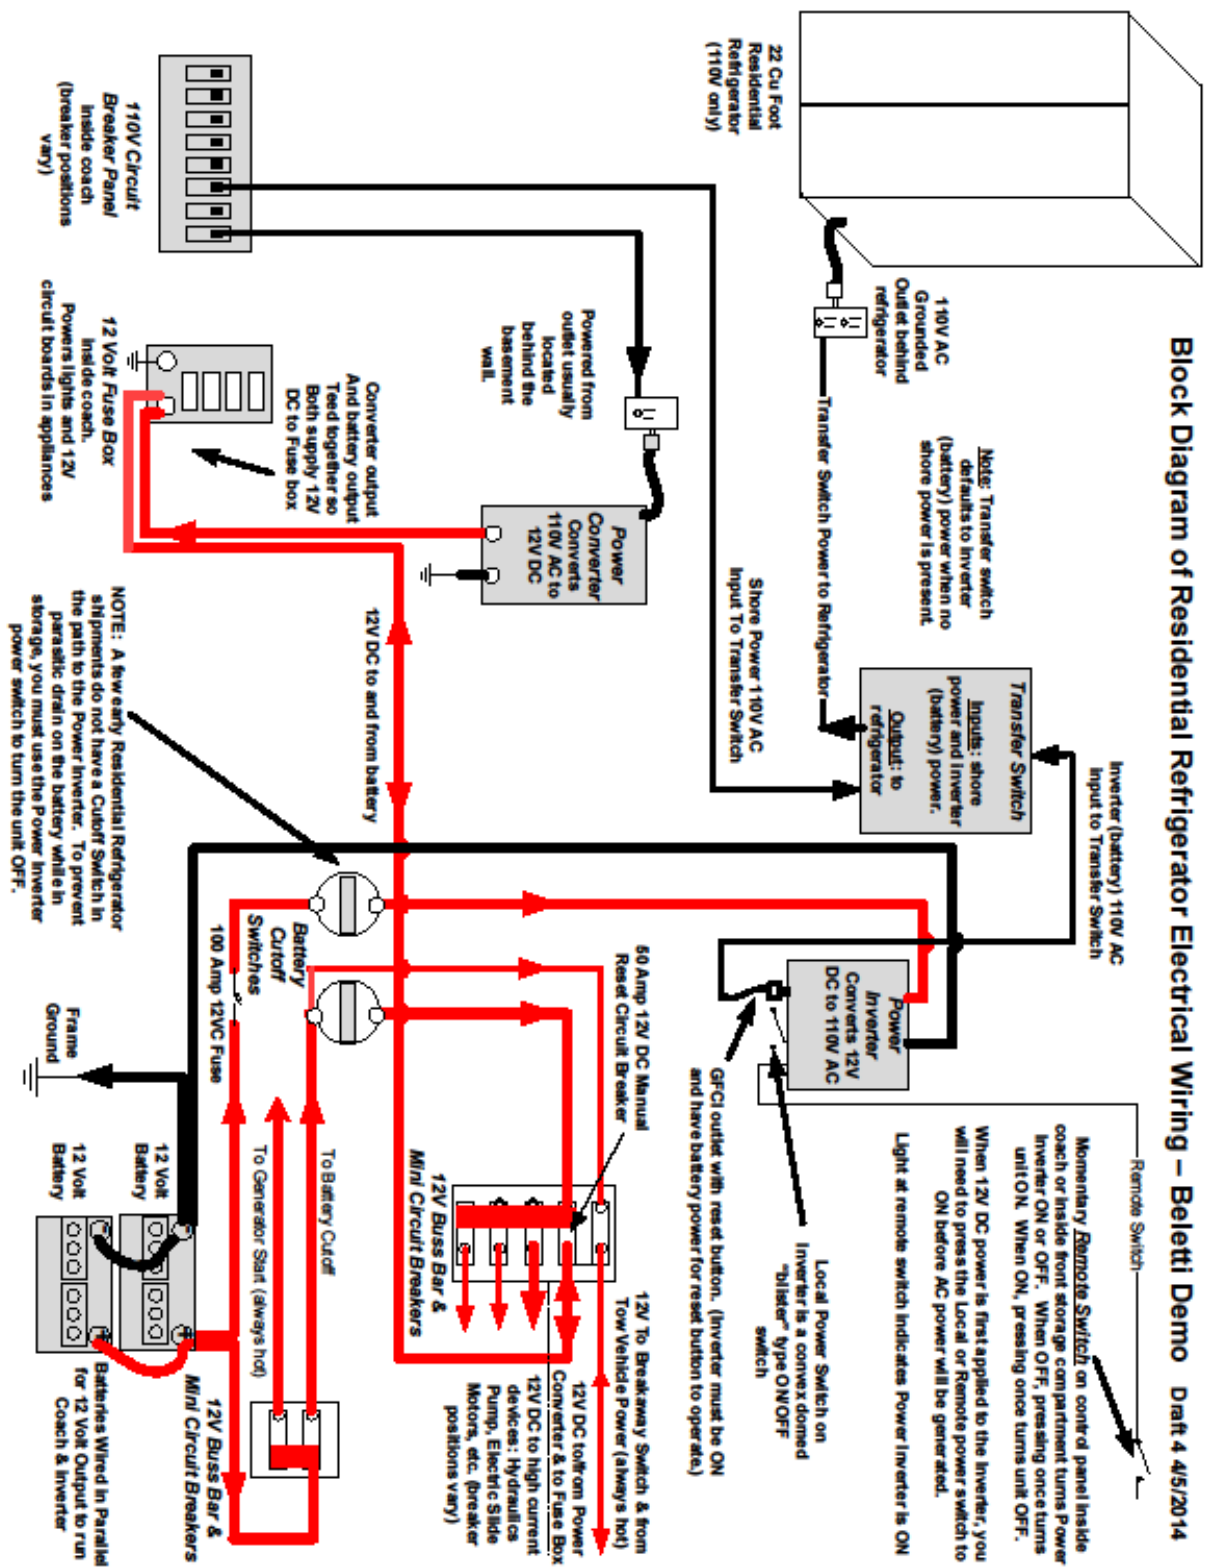 Block Diagram of Residential Refrigerator Electrical Wiring – Beletti Demo Draft 4 4/5/2014
22 Cu Foot
Residential
Refrigerator
(110V only)
110V AC
Grounded
Outlet behind
refrigerator
Note: Transfer switch
defaults to inverter
(battery) power when no
shore power is present.
Transfer Switch Power to Refrigerator
Transfer Switch
Inputs: shore
power and inverter
(battery) power.
Output: to
refrigerator
Inverter (battery) 110V AC
input to Transfer Switch
Shore Power 110V AC
Input To Transfer Switch
Remote Switch
Momentary Remote Switch on control panel inside
coach or inside front storage compartment turns Power
Inverter ON or OFF. When OFF, pressing once turns
unit ON. When ON, pressing once turns unit OFF.
When 12V DC power is first applied to the Inverter, you
will need to press the Local or Remote power switch to
ON before AC power will be generated.
Light at remote switch indicates Power Inverter is ON
Power
Inverter
Converts 12V
DC to 110V AC
Local Power Switch on
Inverter is a convex domed
"blister" type ON/OFF
switch
GFCI outlet with reset button. (Inverter must be ON
and have battery power for reset button to operate.)
110V Circuit
Breaker Panel
inside coach
(breaker positions
vary)
Powered from
outlet usually
located
behind the
basement
wall.
Power
Converter
Converts
110V AC to
12V DC
Converter output
And battery output
Teed together so
Both supply 12V
DC to Fuse box
12 Volt Fuse Box
inside coach.
Powers lights and 12V
circuit boards in appliances
12V DC to and from battery
50 Amp 12V DC Manual
Reset Circuit Breaker
12V Buss Bar &
Mini Circuit Breakers
12V To Breakaway Switch & from
Tow Vehicle Power (always hot)
12V DC to/from Power
Converter & to Fuse Box
12V DC to high current
devices: Hydraulics
Pump, Electric Slide
Motors, etc. (breaker
positions vary)
NOTE: A few early Residential Refrigerator
shipments do not have a Cutoff Switch in
the path to the Power Inverter. To prevent
parasitic drain on the battery while in
storage, you must use the Power Inverter
power switch to turn the unit OFF.
Battery
Cutoff
Switches
100 Amp 12VC Fuse
To Battery Cutoff
To Generator Start (always hot)
12V Buss Bar &
Mini Circuit Breakers
Frame
Ground
12 Volt
Battery
12 Volt
Battery
Batteries Wired in Parallel
for 12 Volt Output to run
Coach & Inverter